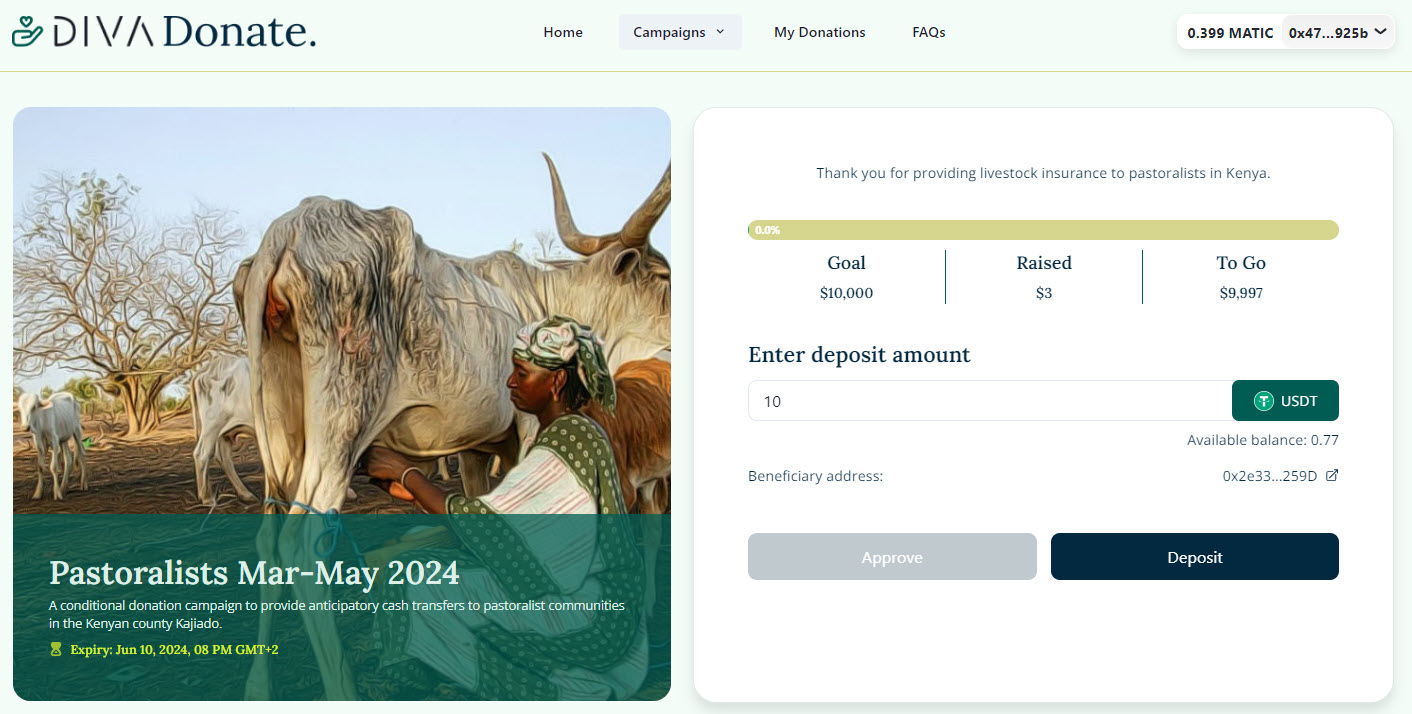 DIVA Donate.
Home
Campaigns
My Donations
FAQs
0.399 MATIC
0x47...925b
Thank you for providing livestock insurance to pastoralists in Kenya.
0.0%
Goal
$10,000
Raised
$3
To Go
$9,997
Enter deposit amount
10
USDT
Available balance: 0.77
Beneficiary address:
0x2e33...259D
Approve
Deposit
Pastoralists Mar-May 2024
A conditional donation campaign to provide anticipatory cash transfers to pastoralist communities
in the Kenyan county Kajiado.
Expiry: Jun 10, 2024, 08 PM GMT+2